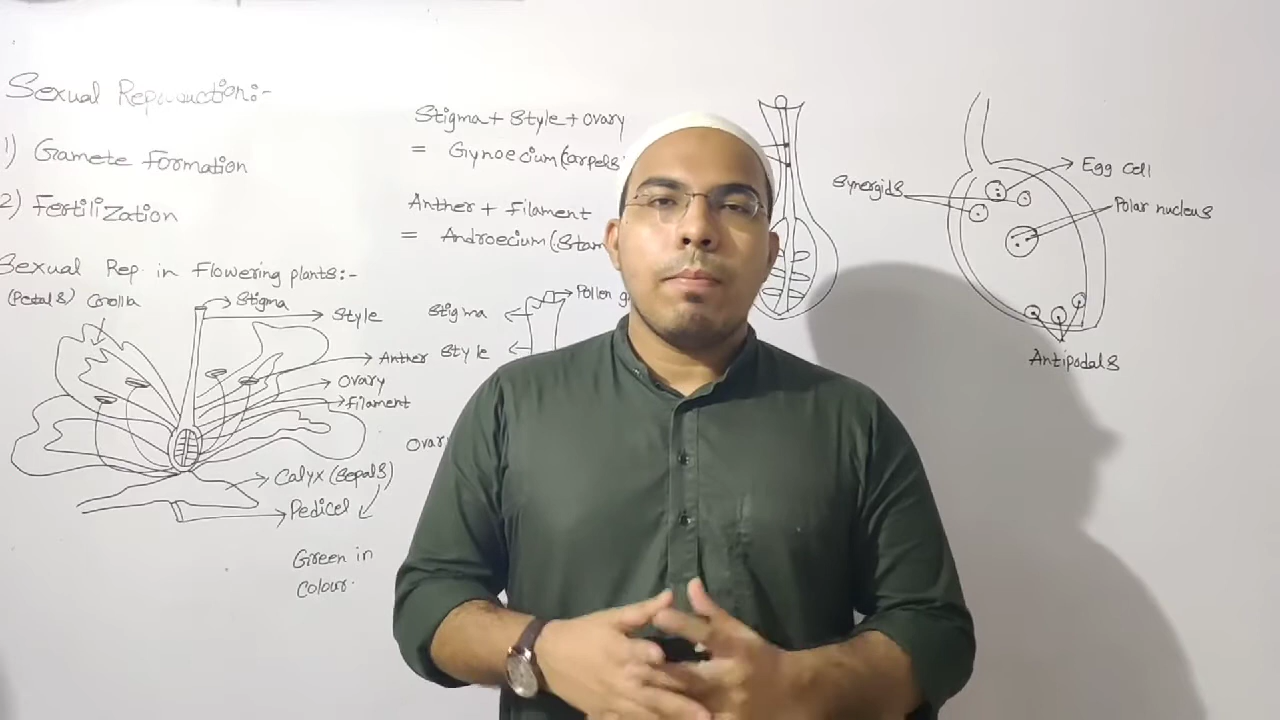 Sexual Reproduction:-
1) Gamete formation
2) Fertilization
Sexual Rep. in Flowering plants:-
(Petals) Corolla
Stigma
Style
Anther
Ovary
Filament
Calyx (Sepals)
Pedicel
Green in
Colour.
Stigma + Style + Ovary
= Gynoecium (Carpels
Anther + Filament
= Androecium (
Pollen
Stigma
Style
Synergids
Egg Cell
Polar nucleus
Antipodals